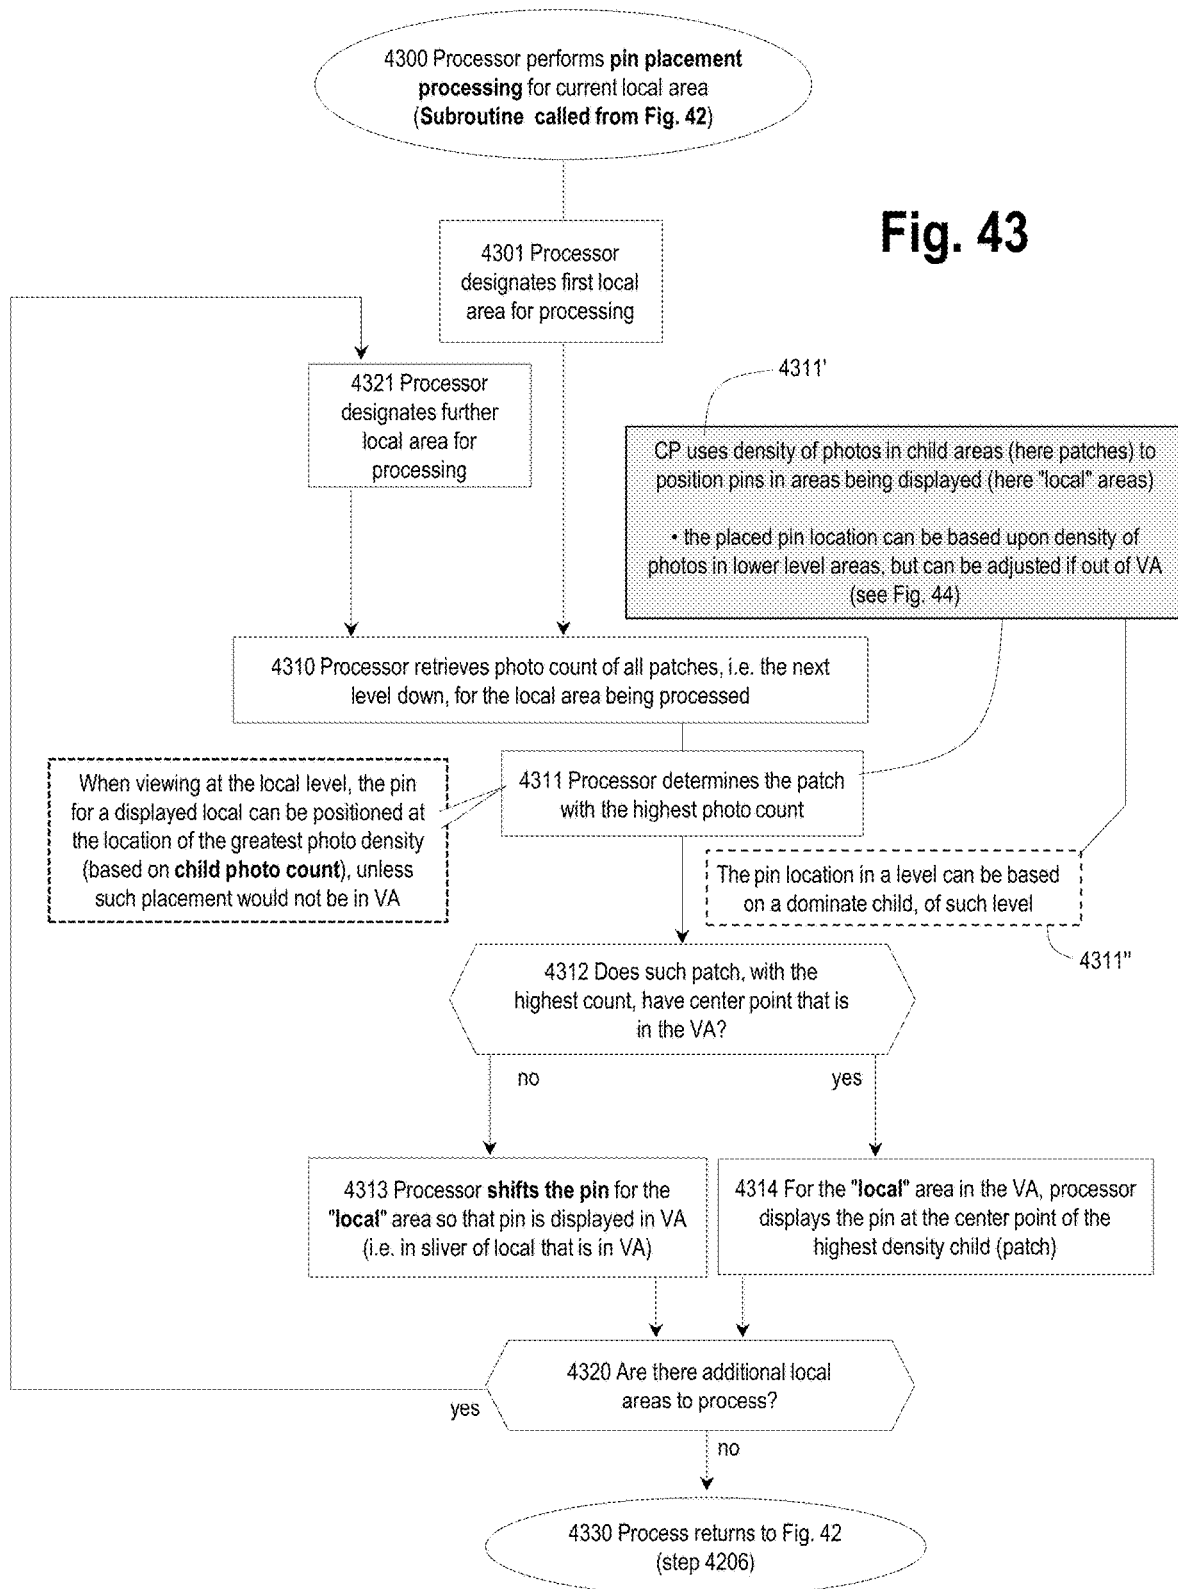 4300 Processor performs pin placement
processing for current local area
(Subroutine called from Fig. 42)
Fig. 43
4301 Processor
designates first local
area for processing
4321 Processor
designates further
local area for
processing
4311'
CP uses density of photos in child areas (here patches) to
position pins in areas being displayed (here "local" areas)
• the placed pin location can be based upon density of
photos in lower level areas, but can be adjusted if out of VA
(see Fig. 44)
4310 Processor retrieves photo count of all patches, i.e. the next
level down, for the local area being processed
When viewing at the local level, the pin
for a displayed local can be positioned at
the location of the greatest photo density
(based on child photo count), unless
such placement would not be in VA
4311 Processor determines the patch
with the highest photo count
The pin location in a level can be based
on a dominate child, of such level
4311"
4312 Does such patch, with the
highest count, have center point that is
in the VA?
no
yes
4313 Processor shifts the pin for the
"local" area so that pin is displayed in VA
(i.e. in sliver of local that is in VA)
4314 For the "local" area in the VA, processor
displays the pin at the center point of the
highest density child (patch)
4320 Are there additional local
areas to process?
yes
no
4330 Process returns to Fig. 42
(step 4206)